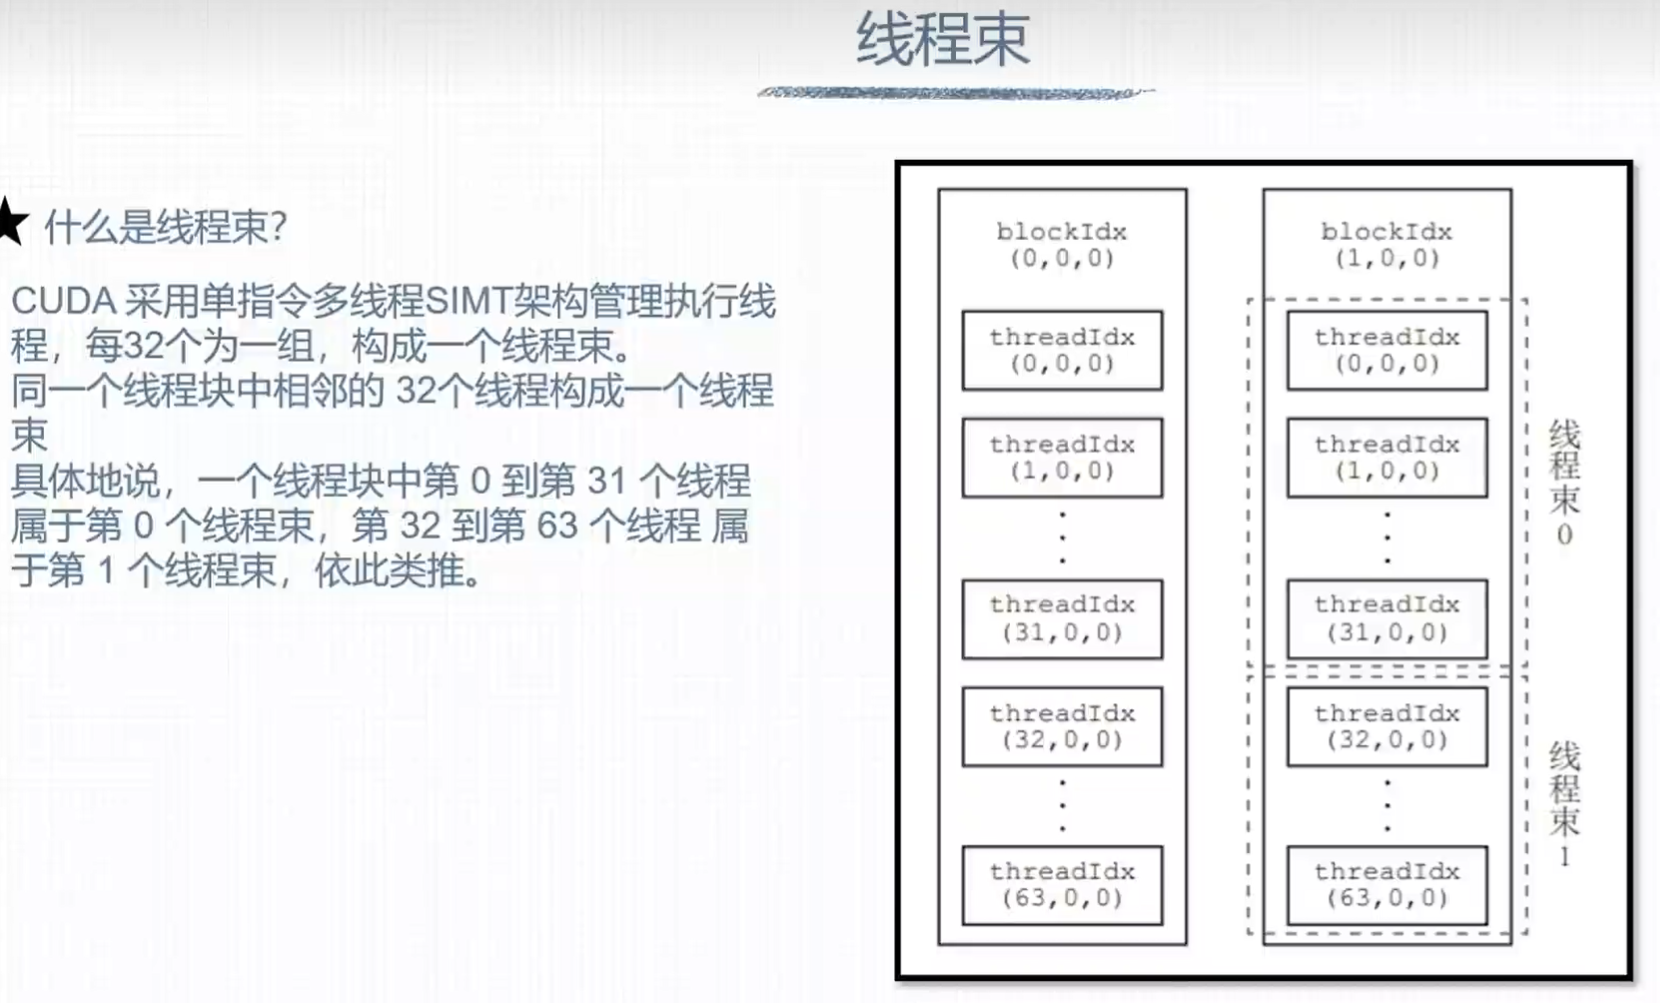 线程束
什么是线程束？
CUDA 采用单指令多线程SIMT架构管理执行线
程，每32个为一组，构成一个线程束。
同一个线程块中相邻的 32个线程构成一个线程
束
具体地说，一个线程块中第 0 到第 31 个线程
属于第 0 个线程束，第 32 到第 63 个线程 属
于第 1 个线程束，依此类推。
blockIdx
(0,0,0)
threadIdx
(0,0,0)
threadIdx
(1,0,0)
threadIdx
(31,0,0)
threadIdx
(32,0,0)
threadIdx
(63,0,0)
blockIdx
(1,0,0)
threadIdx
(0,0,0)
threadIdx
(1,0,0)
threadIdx
(31,0,0)
threadIdx
(32,0,0)
threadIdx
(63,0,0)
线程束0
线程束1